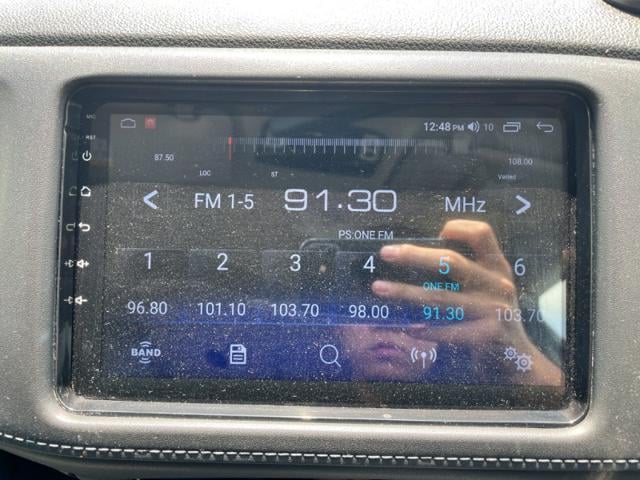 MIC
12:48 PM 10
RST
87.50
108.00
LOC ST
FM 1-5 91.30 MHz
PS:ONE FM
1 2 3 4 5 6
ONE FM
96.80 101.10 103.70 98.00 91.30 103.70
BAND